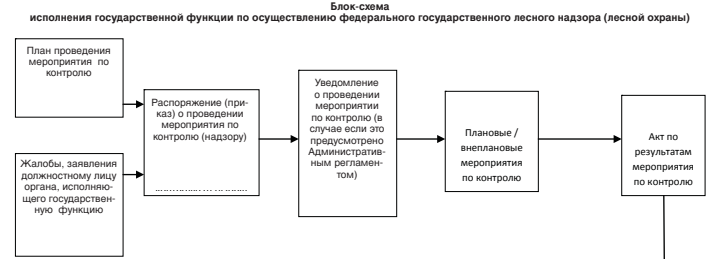 Блок-схема
исполнения государственной функции по осуществлению федерального государственного лесного надзора (лесной охраны)
План проведения
мероприятия по
контролю
Жалобы, заявления
должностному лицу
органа, исполняю-
щего государствен-
ную функцию
Распоряжение (при-
каз) о проведении
мероприятия по
контролю (надзору)
Уведомление
о проведении
мероприятии
по контролю (в
случае если это
предусмотрено
Административ-
ным регламен-
том)
Плановые /
внеплановые
мероприятия
по контролю
Акт по
результатам
мероприятия
по контролю